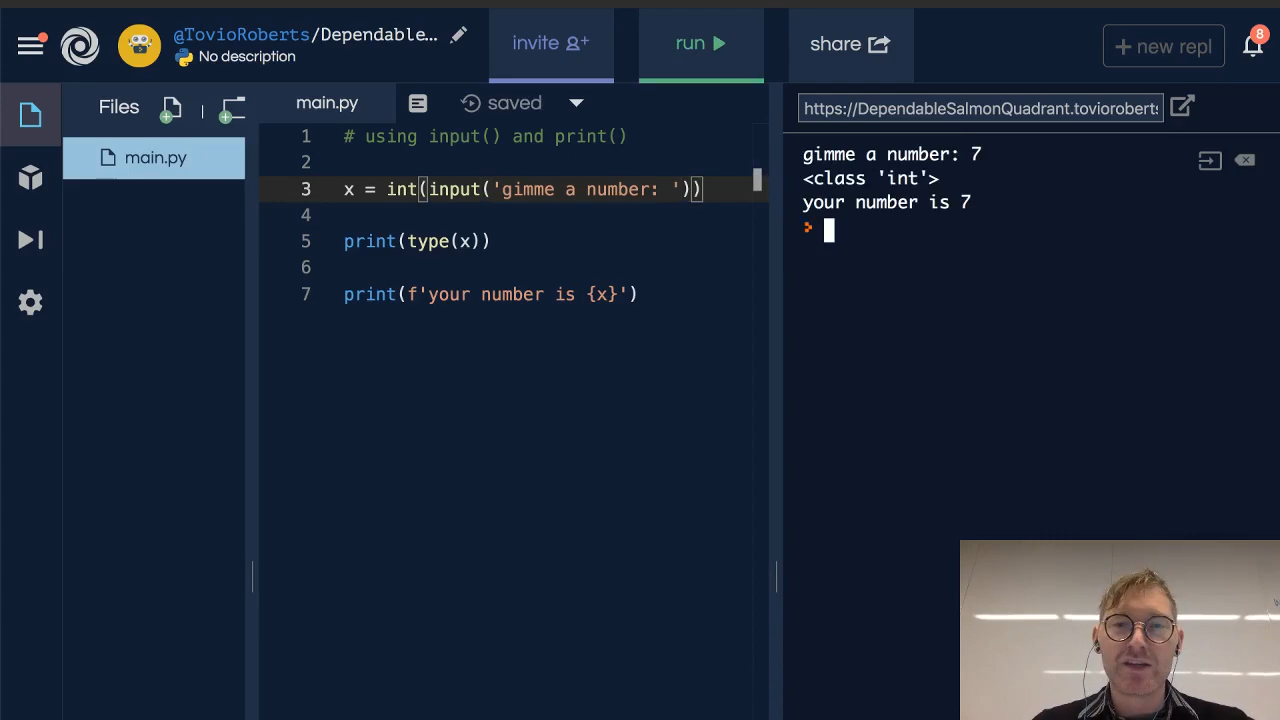 @TovioRoberts/Dependable...
No description
invite
run
share
+ new repl
8
Files
main.py
saved
main.py
1 # using input() and print()
2
3 x = int(input('gimme a number: '))
4
5 print(type(x))
6
7 print(f'your number is {x}')
https://DependableSalmonQuadrant.tovioroberts
gimme a number: 7
<class 'int'>
your number is 7